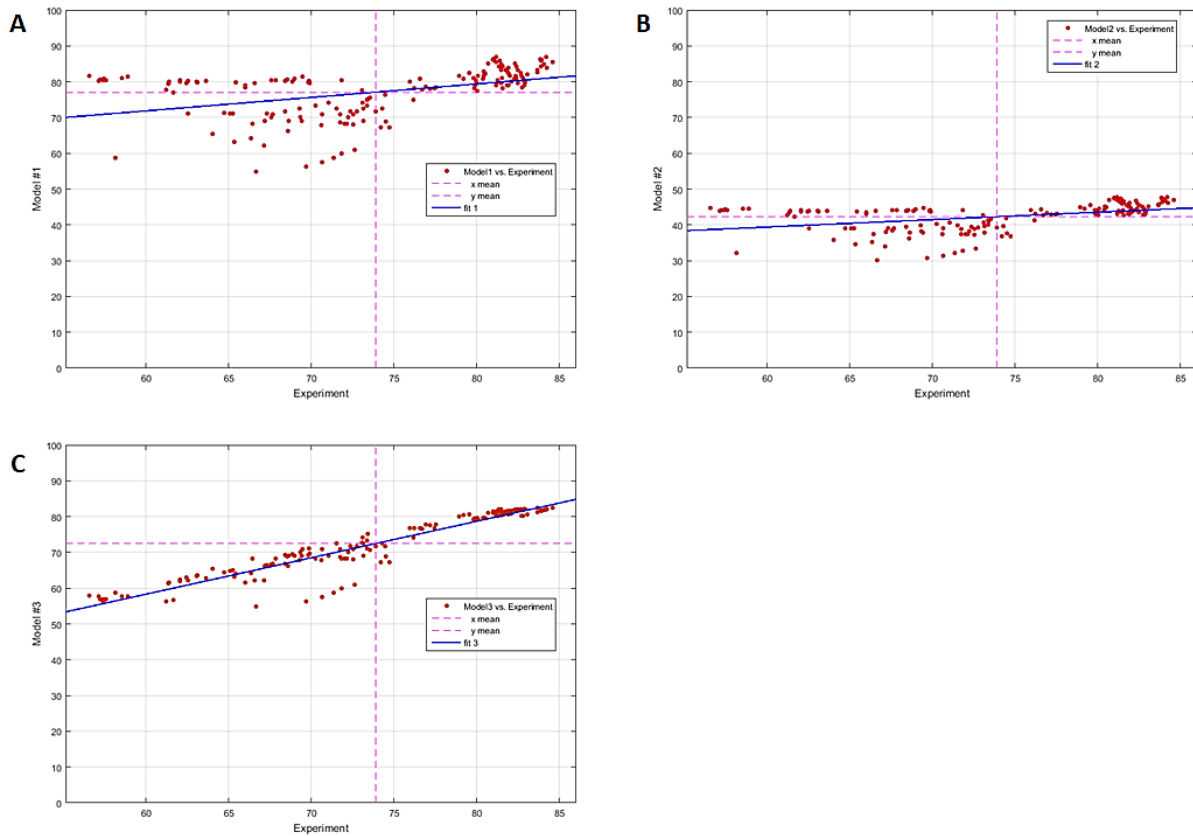 A
100
90
80
70
60
50
40
30
20
10
0
Model #1
60 65 70 75 80 85
Experiment
Model1 vs. Experiment
x mean
y mean
fit 1
B
100
90
80
70
60
50
40
30
20
10
0
Model #2
60 65 70 75 80 85
Experiment
Model2 vs. Experiment
x mean
y mean
fit 2
C
100
90
80
70
60
50
40
30
20
10
0
Model #3
60 65 70 75 80 85
Experiment
Model3 vs. Experiment
x mean
y mean
fit 3